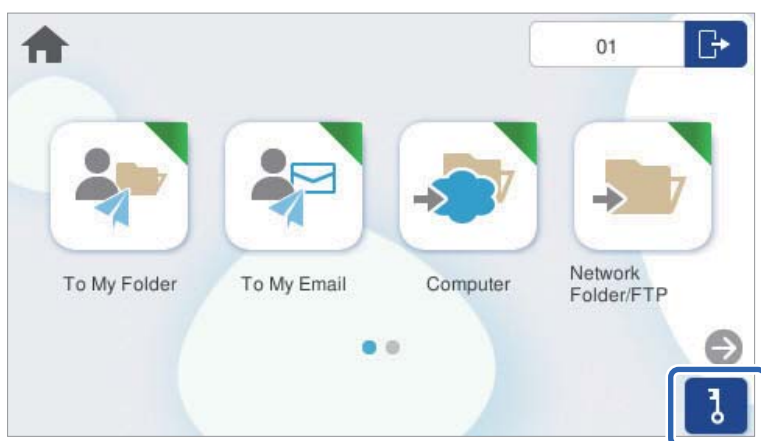 01
To My Folder
To My Email
Computer
Network
Folder/FTP